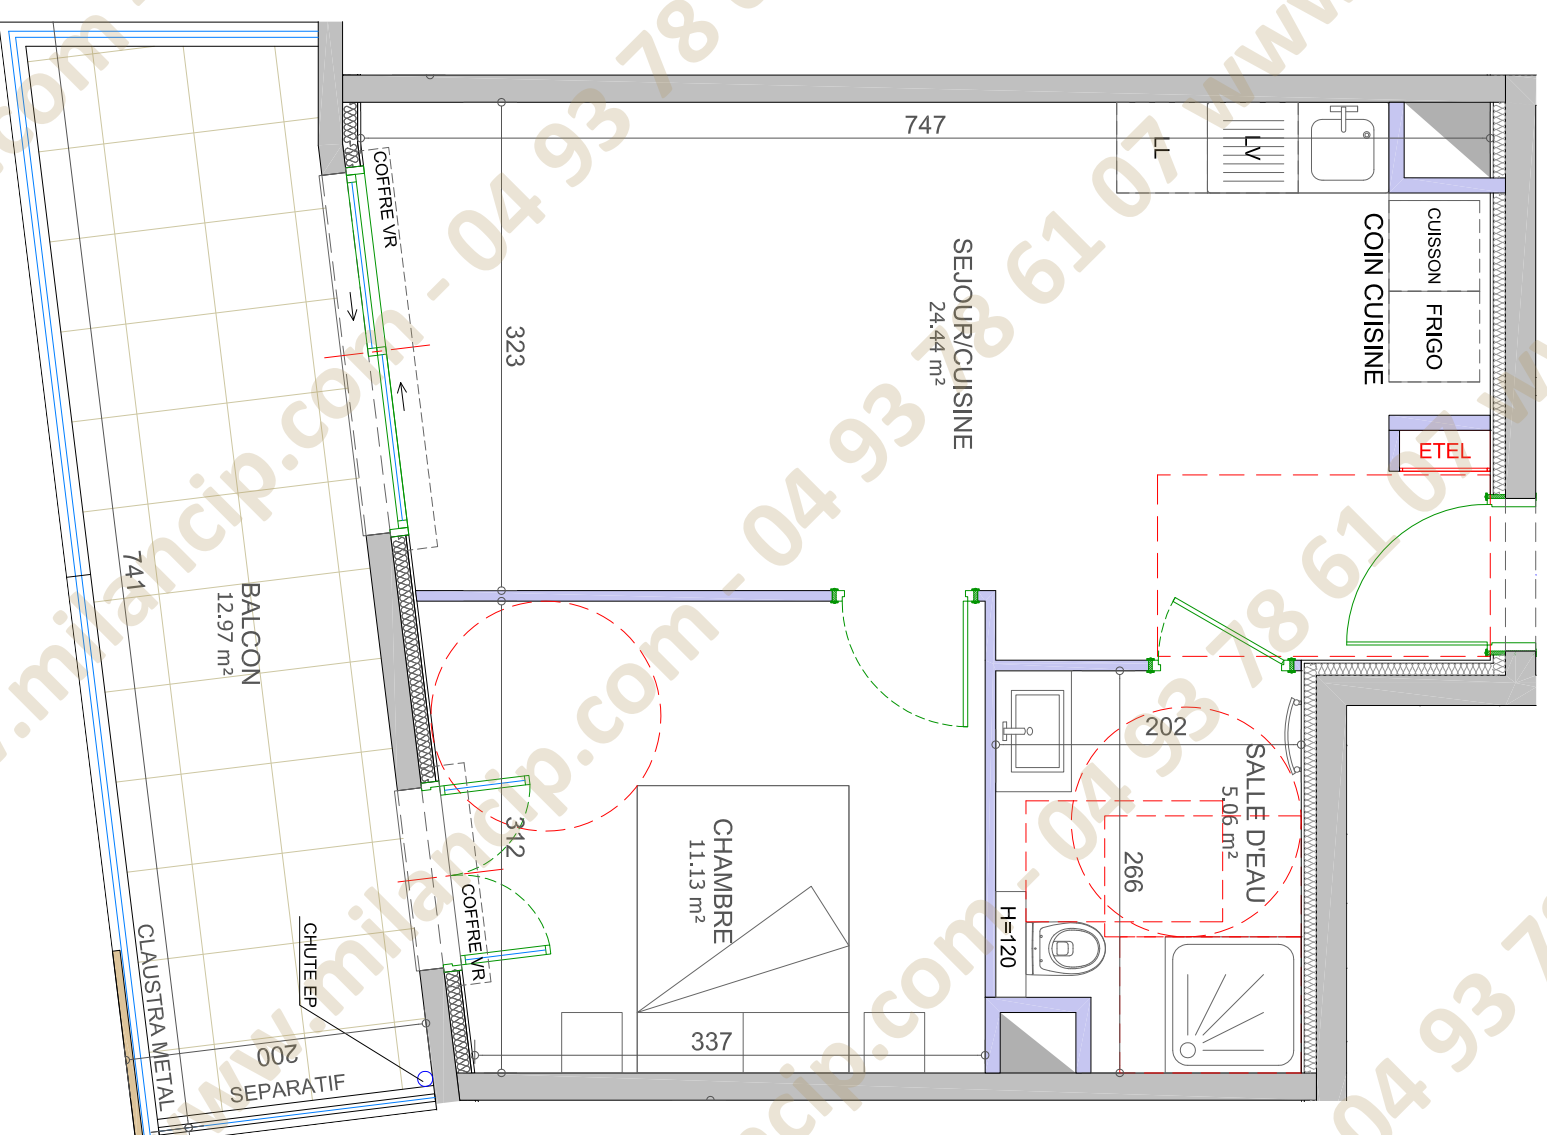 747
LL
LV
COFFRE VR
CUISSON
FRIGO
COIN CUISINE
SEJOUR/CUISINE
24.44 m²
323
ETEL
741
BALCON
12.97 m²
202
SALLE D'EAU
5.06 m²
266
312
CHAMBRE
11.13 m²
COFFRE VR
H=120
CHUTE EP
CLAUSTRA METAL
337
200
SEPARATIF
www.milancip.com - 04 93 78 61 07